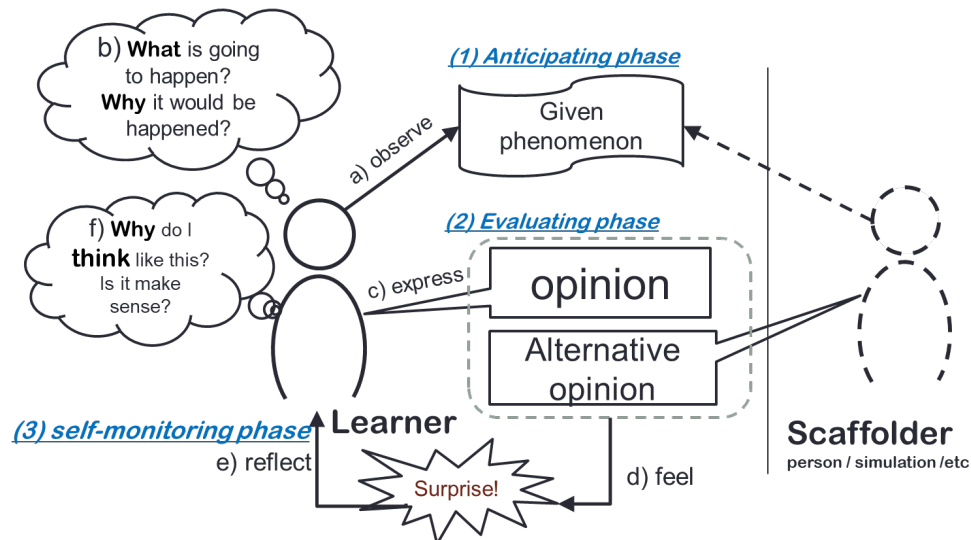 b) What is going
to happen?
Why it would be
happened?
(1) Anticipating phase
Given
phenomenon
a) observe
f) Why do I
think like this?
Is it make
sense?
(2) Evaluating phase
c) express
opinion
Alternative
opinion
Learner
(3) self-monitoring phase
e) reflect
Surprise!
d) feel
Scaffolder
person / simulation /etc